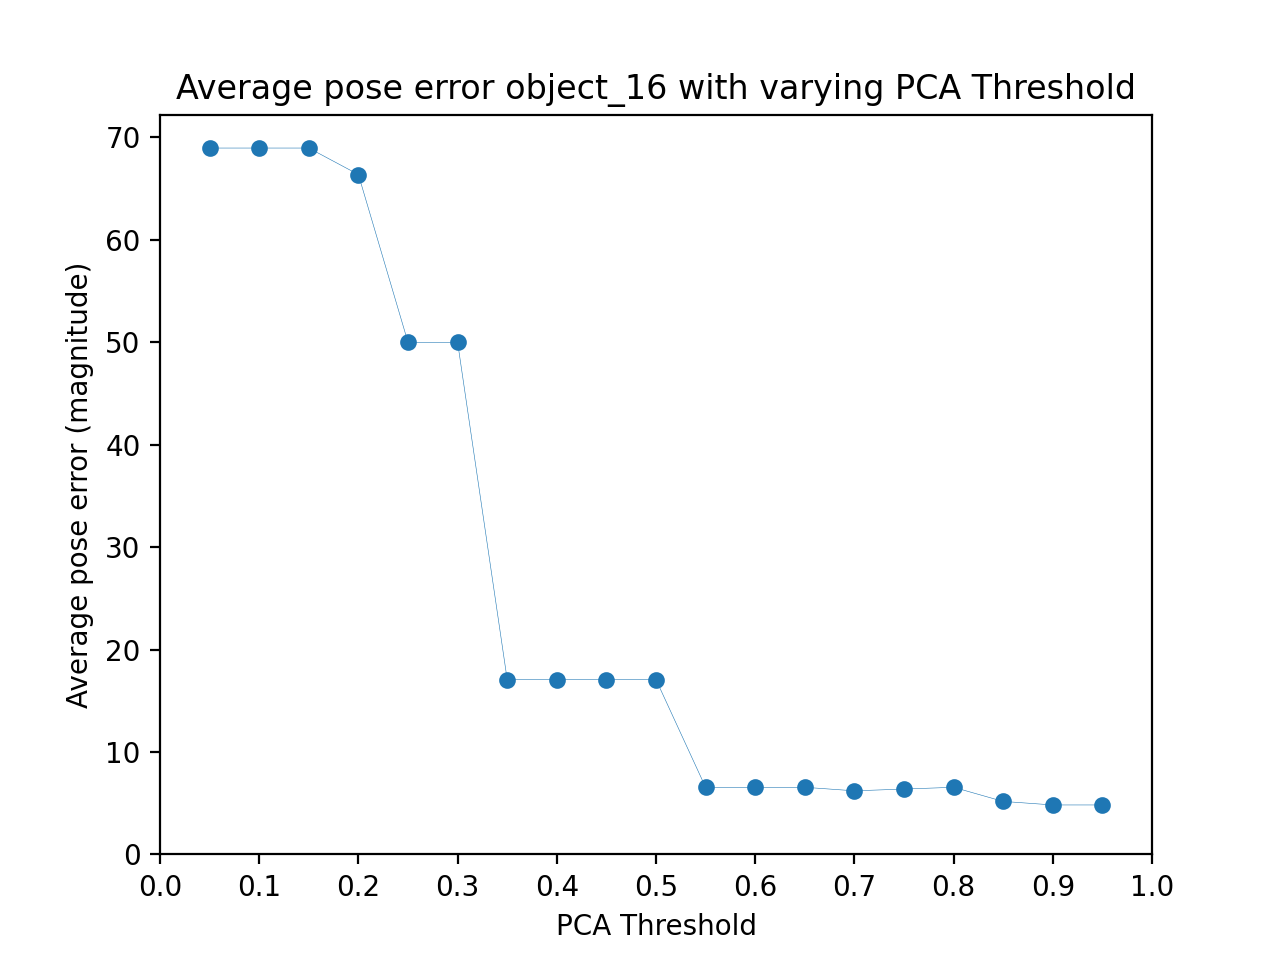 Average pose error object_16 with varying PCA Threshold
70
60
50
40
30
20
10
0
Average pose error (magnitude)
0.0 0.1 0.2 0.3 0.4 0.5 0.6 0.7 0.8 0.9 1.0
PCA Threshold